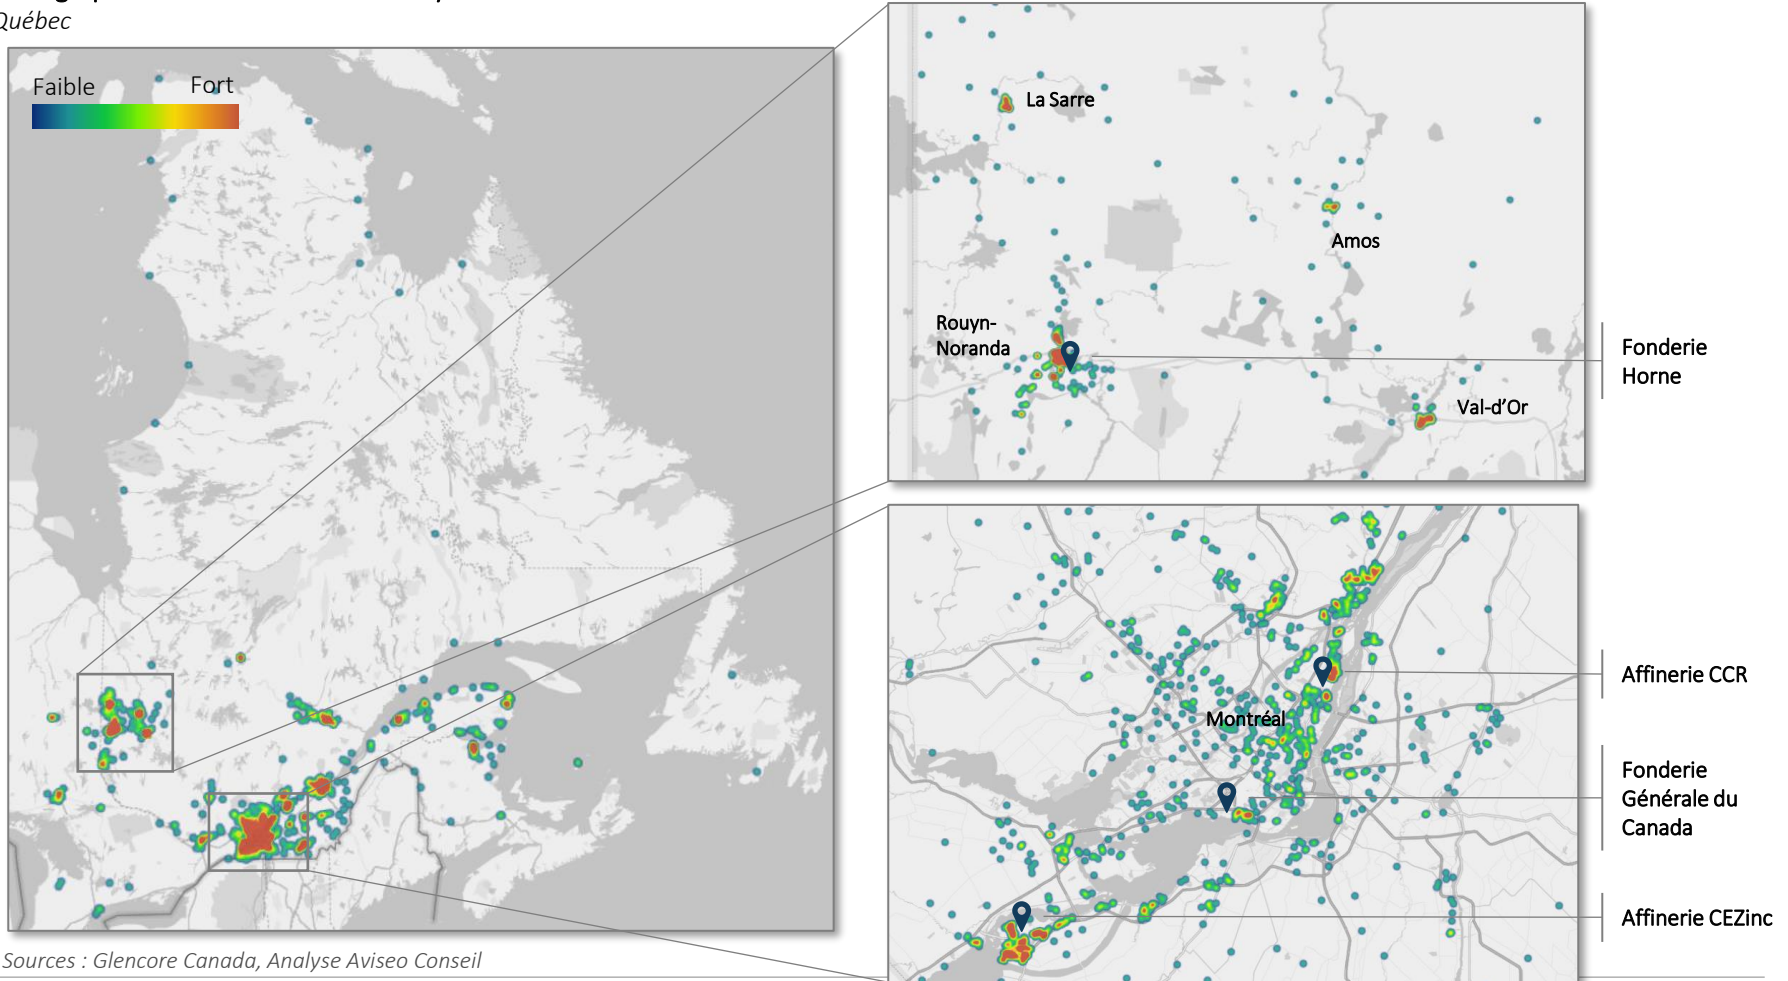 Québec
Faible
Fort
La Sarre
Amos
Rouyn-
Noranda
Val-d'Or
Fonderie
Horne
Montréal
Affinerie CCR
Fonderie
Générale du
Canada
Affinerie CEZinc
Sources : Glencore Canada, Analyse Aviseo Conseil